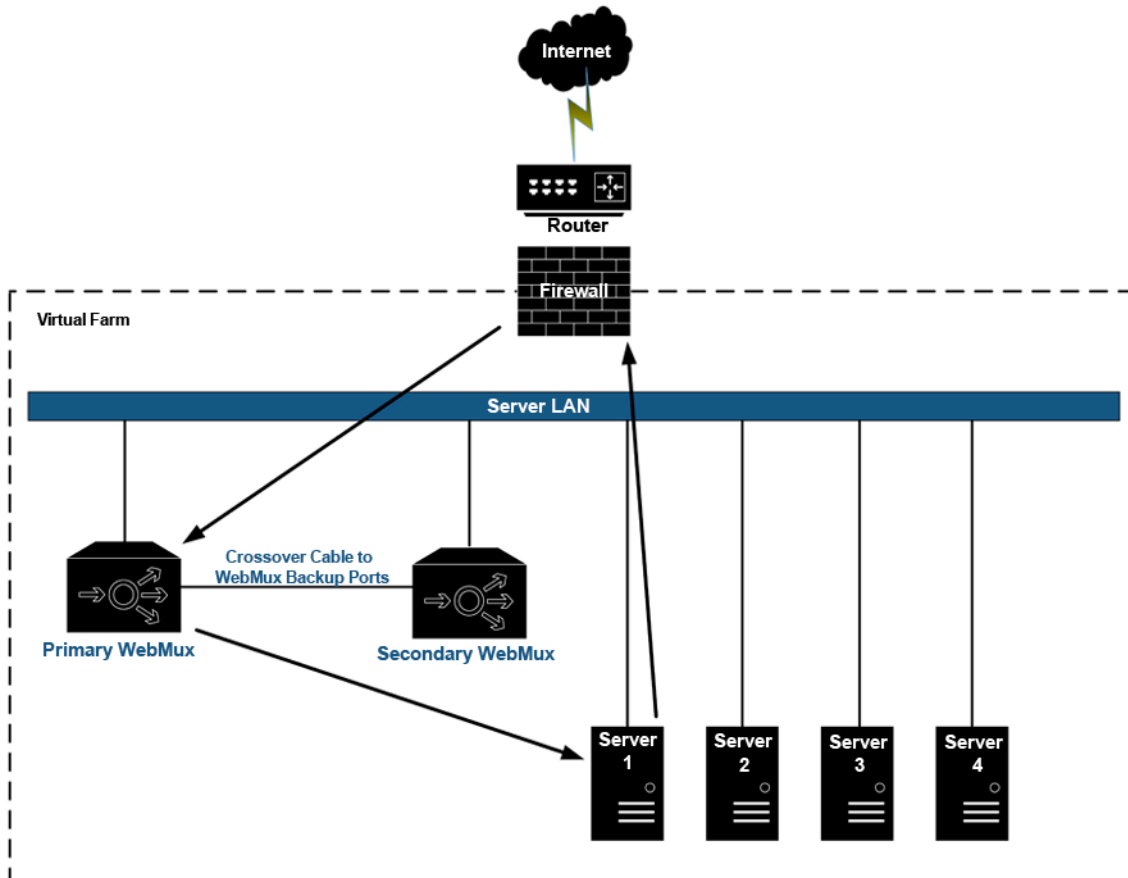 Internet
Router
Firewall
Virtual Farm
Server LAN
Crossover Cable to
WebMux Backup Ports
Primary WebMux
Secondary WebMux
Server
1
Server
2
Server
3
Server
4